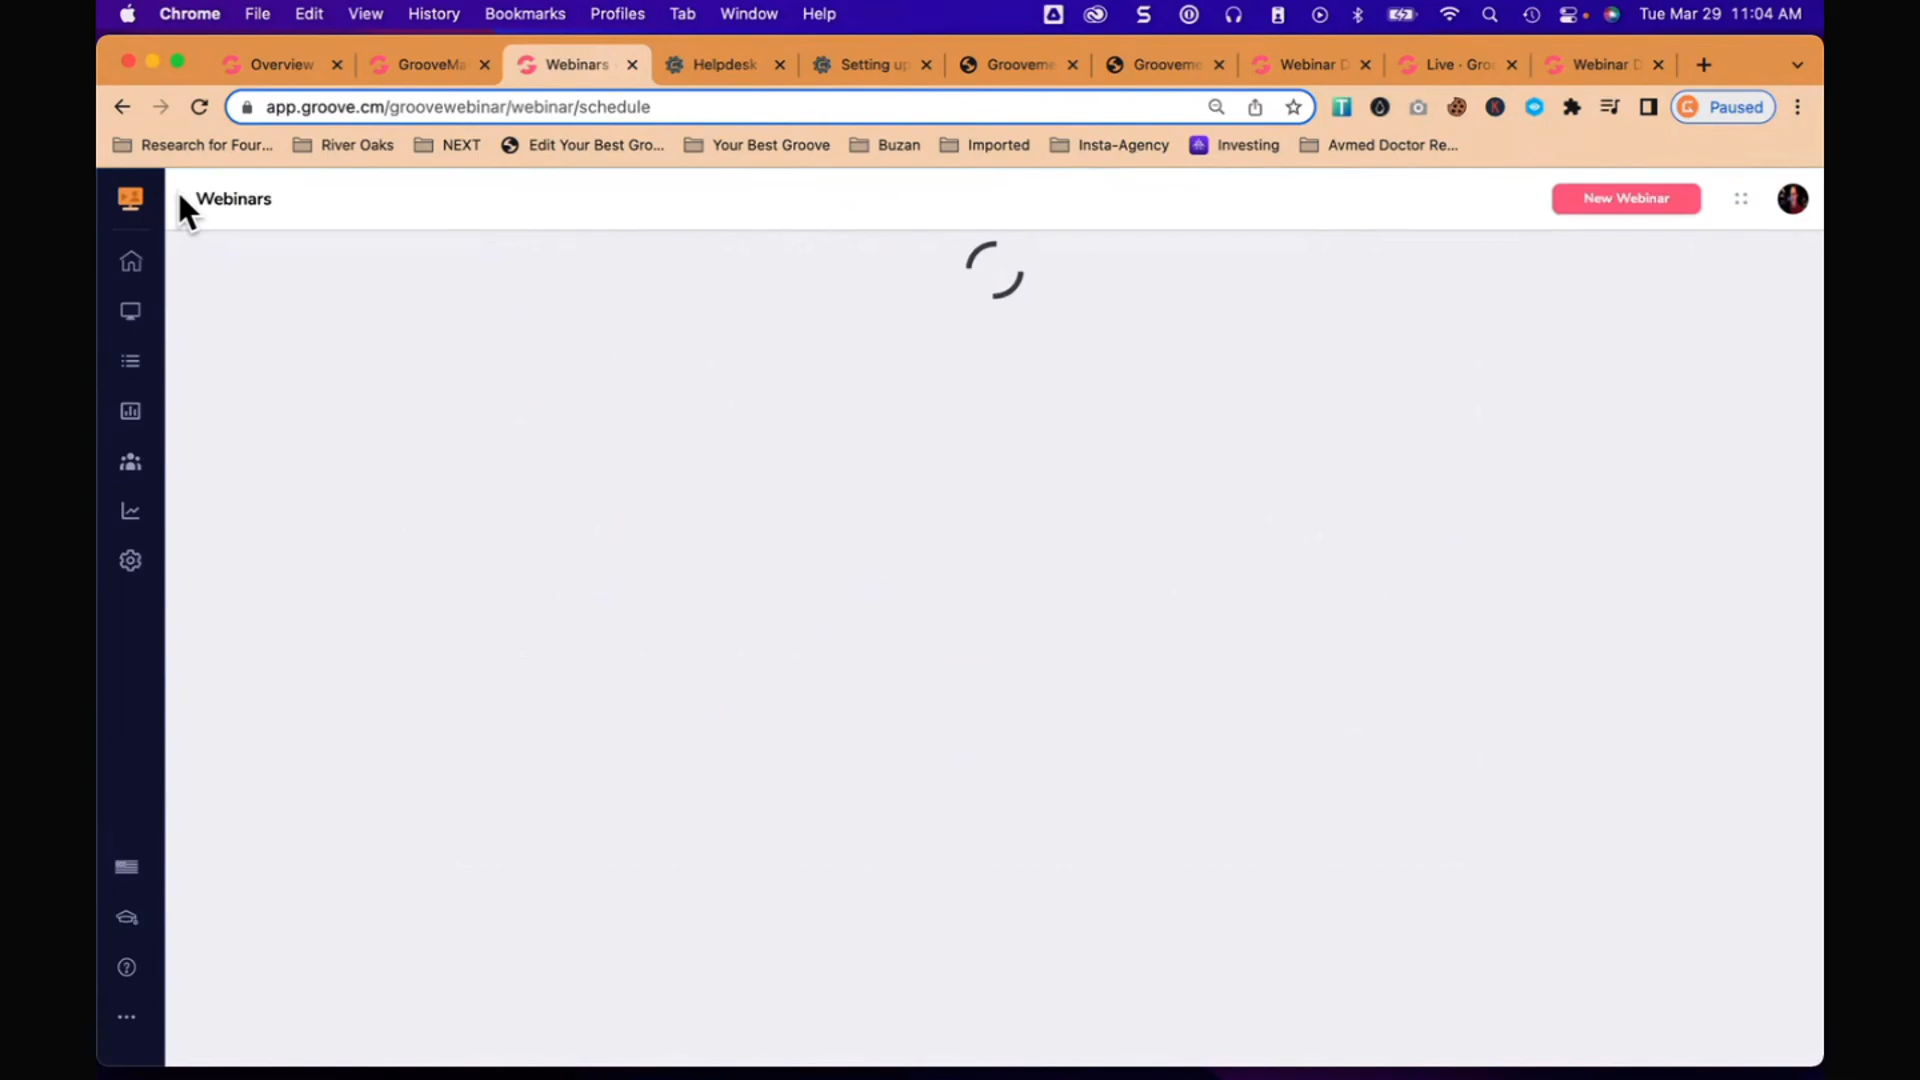 Chrome File Edit View History Bookmarks Profiles Tab Window Help Tue Mar 29 11:04 AM
Overview GrooveMa Webinars Helpdesk Setting up Grooveme Grooveme Webinar D Live - Gro Webinar D
app.groove.cm/groovewebinar/webinar/schedule Paused
Research for Four... River Oaks NEXT Edit Your Best Gro... Your Best Groove Buzan Imported Insta-Agency Investing Avmed Doctor Re...
Webinars New Webinar